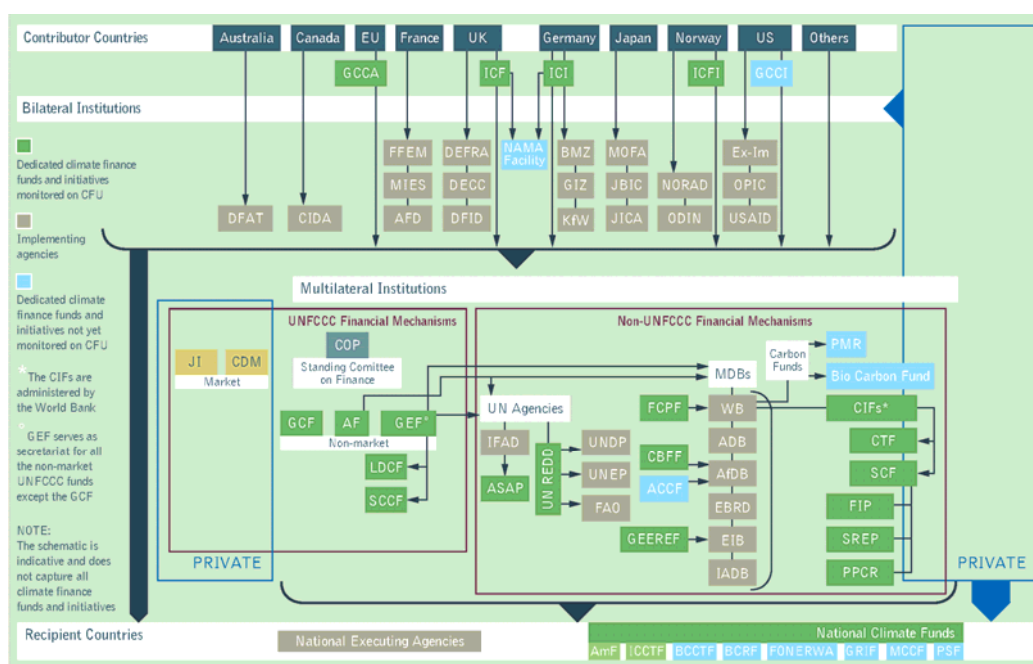 Contributor Countries
Australia
Canada
EU
France
UK
Germany
Japan
Norway
US
Others
GCCA
ICF
ICI
ICFI
GCCI
Bilateral Institutions
Dedicated climate finance
funds and initiatives
monitored on CFU
Implementing
agencies
Dedicated climate
finance funds and
initiatives not yet
monitored on CFU
* The CIFs are
administered by
the World Bank
° GEF serves as
secretariat for all
the non-market
UNFCCC funds
except the GCF
NOTE:
The schematic is
indicative and does
not capture all
climate finance
funds and initiatives
DFAT
CIDA
FFEM
MIES
AFD
DEFRA
DECC
DFID
NAMA
Facility
BMZ
GIZ
KfW
MOFA
JBIC
JICA
NORAD
ODIN
Ex-Im
OPIC
USAID
Multilateral Institutions
UNFCCC Financial Mechanisms
COP
Standing Comittee
on Finance
JI
CDM
Market
GCF
AF
GEF°
Non-market
LDCF
SCCF
PRIVATE
Non-UNFCCC Financial Mechanisms
UN Agencies
IFAD
ASAP
UN REDD
UNDP
UNEP
FAO
MDBs
FCPF
WB
ADB
CBFF
ACCF
AfDB
EBRD
GEEREF
EIB
IADB
Carbon
Funds
PMR
Bio Carbon Fund
CIFs*
CTF
SCF
FIP
SREP
PPCR
PRIVATE
Recipient Countries
National Executing Agencies
National Climate Funds
AmF
ICCTF
BCCTF
BCRF
FONERWA
GRIF
MCCF
PSF